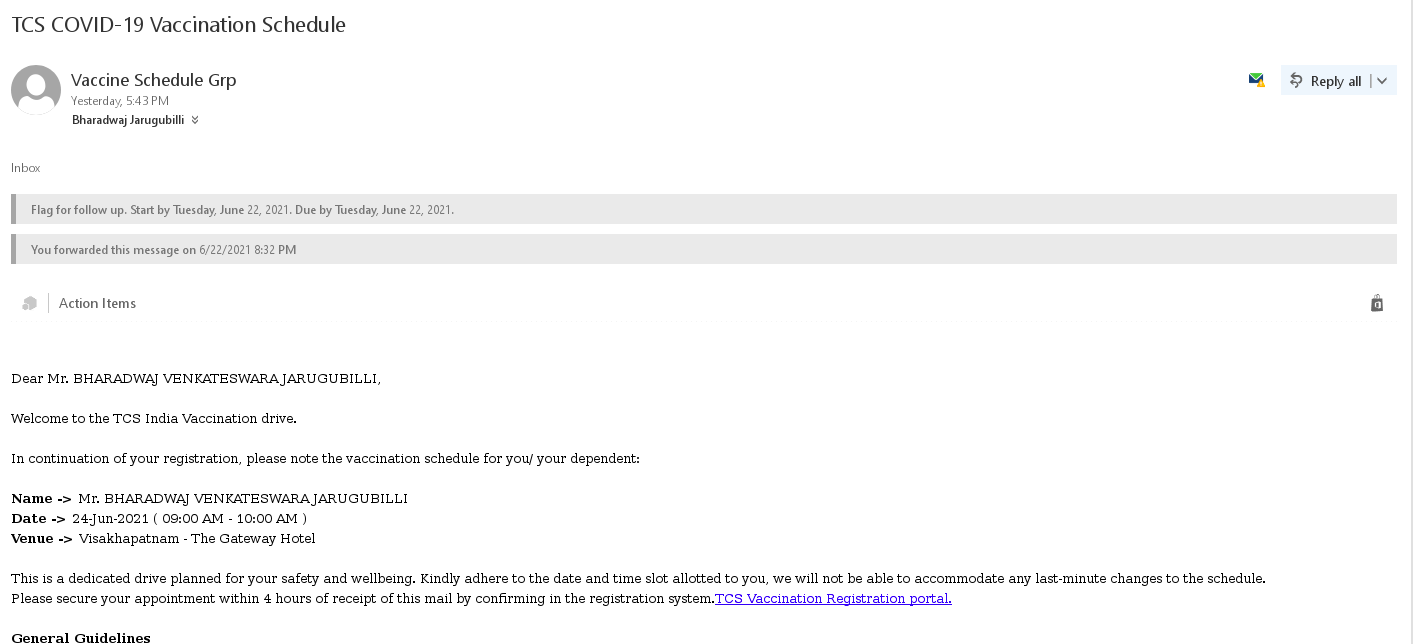 TCS COVID-19 Vaccination Schedule
Vaccine Schedule Grp
Yesterday, 5:43 PM
Bharadwaj Jarugubilli
Reply all
Inbox
Flag for follow up. Start by Tuesday, June 22, 2021. Due by Tuesday, June 22, 2021.
You forwarded this message on 6/22/2021 8:32 PM
Action Items
Dear Mr. BHARADWAJ VENKATESWARA JARUGUBILLI,
Welcome to the TCS India Vaccination drive.
In continuation of your registration, please note the vaccination schedule for you/ your dependent:
Name -> Mr. BHARADWAJ VENKATESWARA JARUGUBILLI
Date -> 24-Jun-2021 ( 09:00 AM - 10:00 AM )
Venue -> Visakhapatnam - The Gateway Hotel
This is a dedicated drive planned for your safety and wellbeing. Kindly adhere to the date and time slot allotted to you, we will not be able to accommodate any last-minute changes to the schedule.
Please secure your appointment within 4 hours of receipt of this mail by confirming in the registration system.TCS Vaccination Registration portal.
General Guidelines